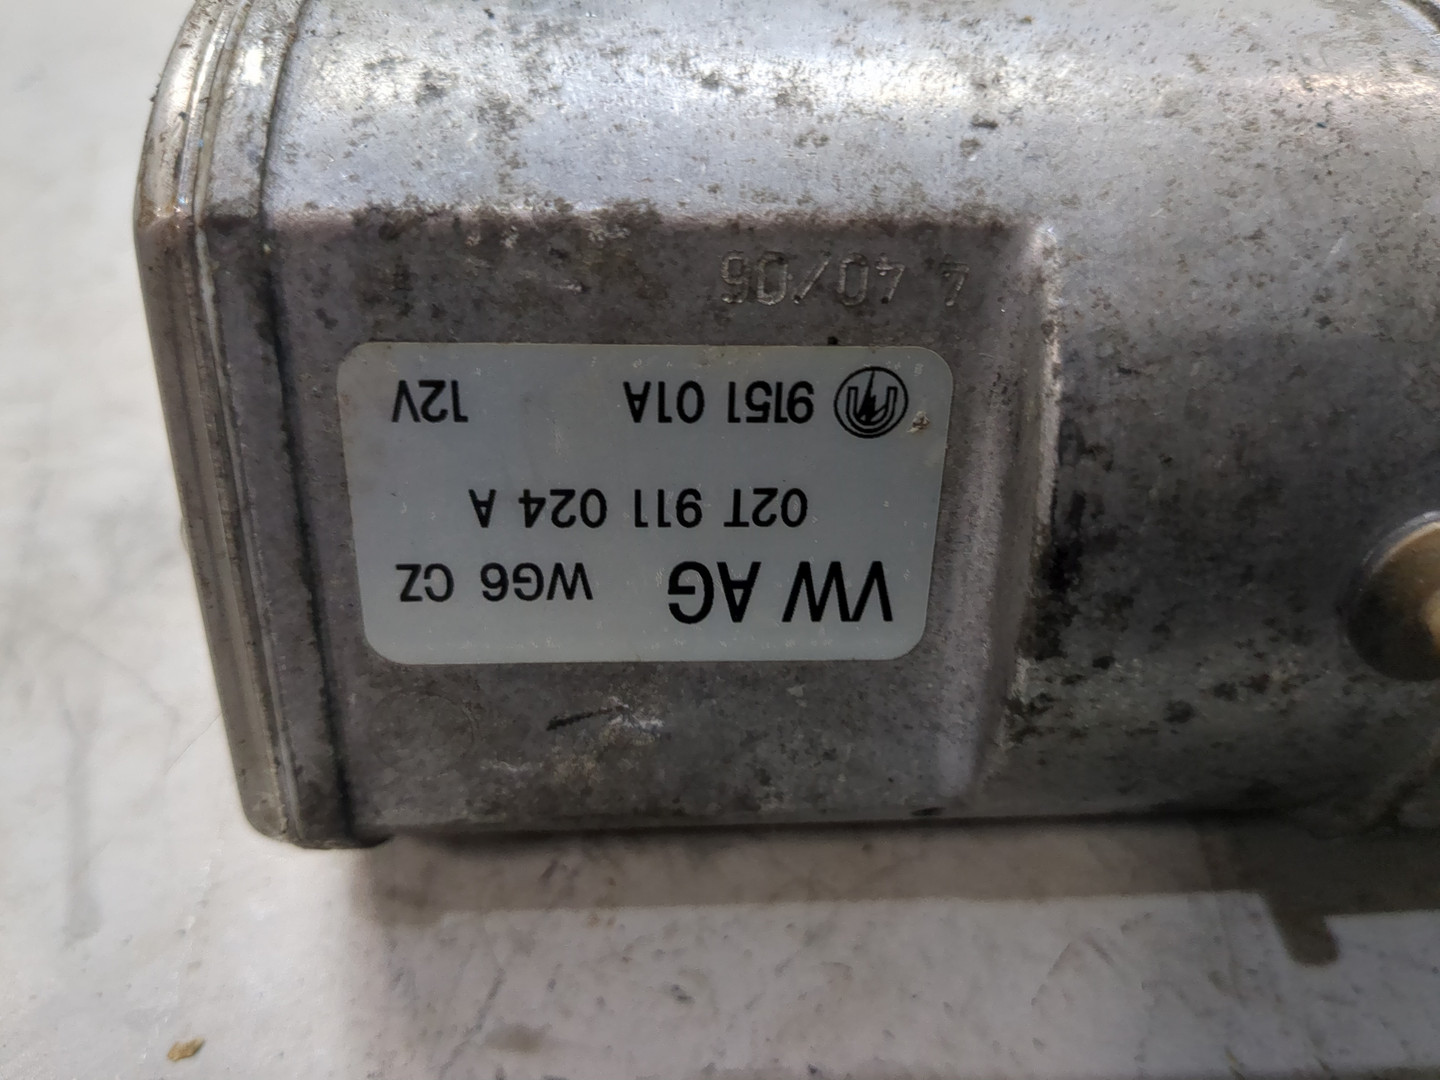 VW AG WG6 CZ
02T 911 024 A
9151 01A 12V
4 40/06